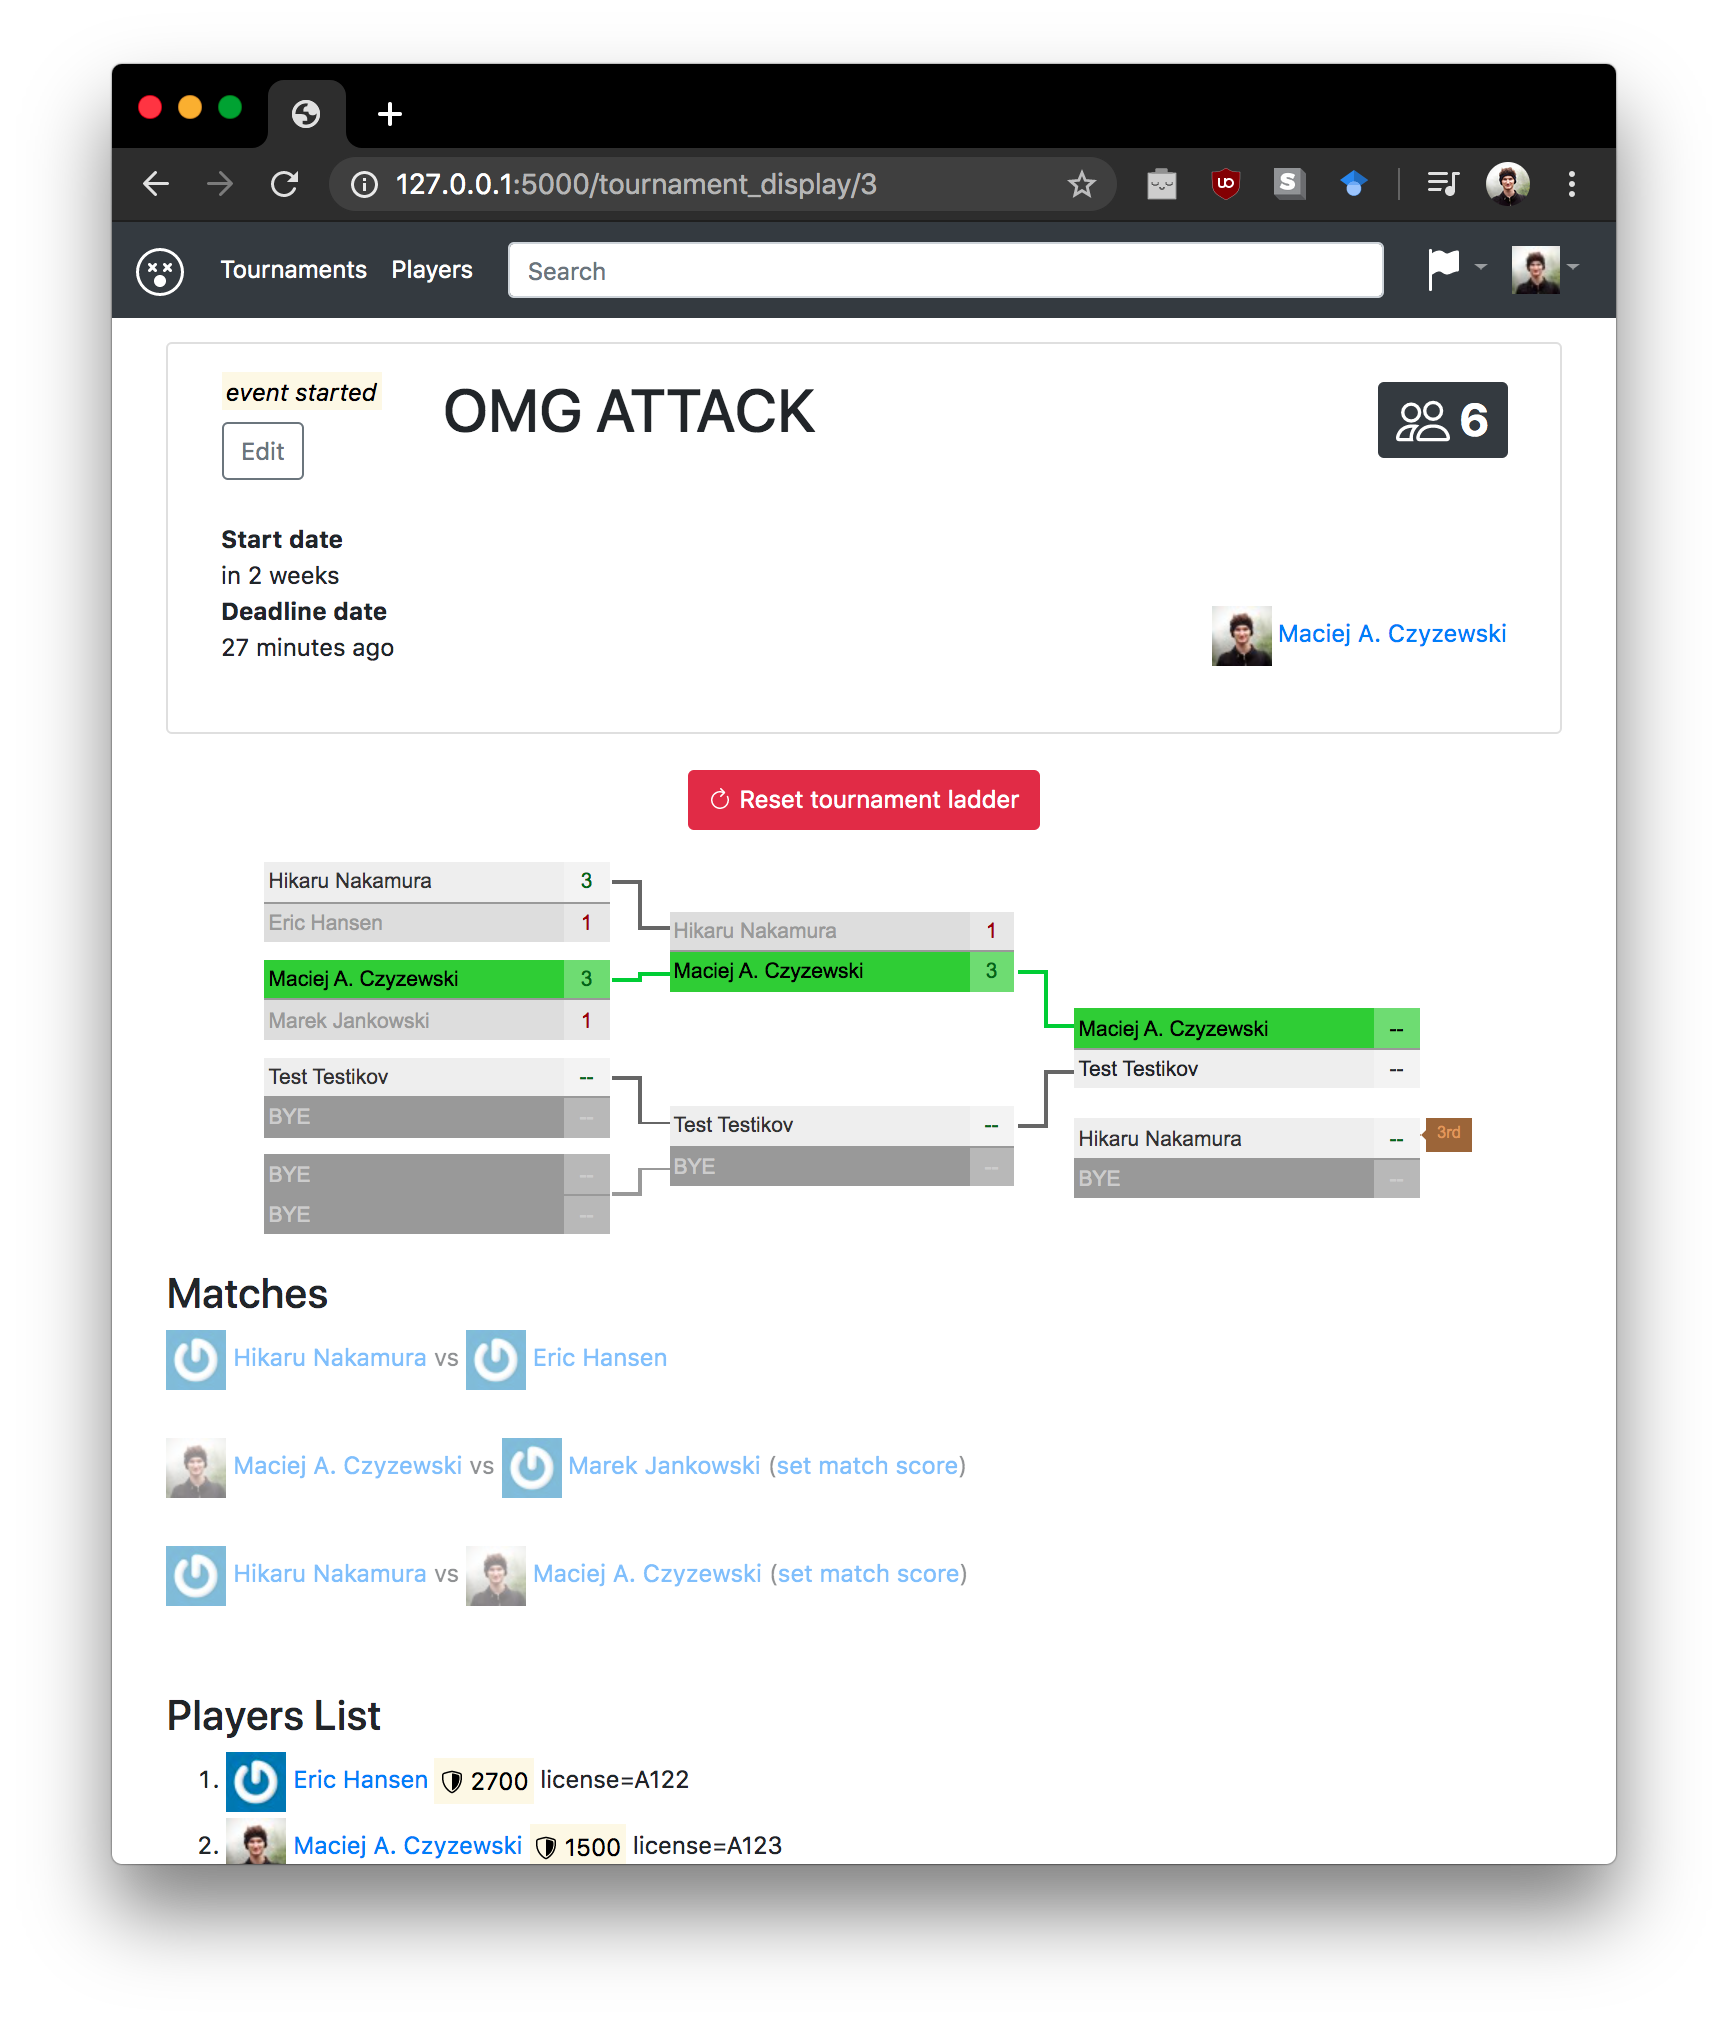 127.0.0.1:5000/tournament_display/3
Tournaments Players Search
event started
OMG ATTACK
6
Edit
Start date
in 2 weeks
Deadline date
27 minutes ago
Maciej A. Czyzewski
Reset tournament ladder
Hikaru Nakamura 3
Eric Hansen 1
Maciej A. Czyzewski 3
Marek Jankowski 1
Test Testikov --
BYE --
BYE --
BYE --
Hikaru Nakamura 1
Maciej A. Czyzewski 3
Test Testikov --
BYE --
Maciej A. Czyzewski --
Test Testikov --
Hikaru Nakamura -- 3rd
BYE --
Matches
Hikaru Nakamura vs Eric Hansen
Maciej A. Czyzewski vs Marek Jankowski (set match score)
Hikaru Nakamura vs Maciej A. Czyzewski (set match score)
Players List
1. Eric Hansen 2700 license=A122
2. Maciej A. Czyzewski 1500 license=A123